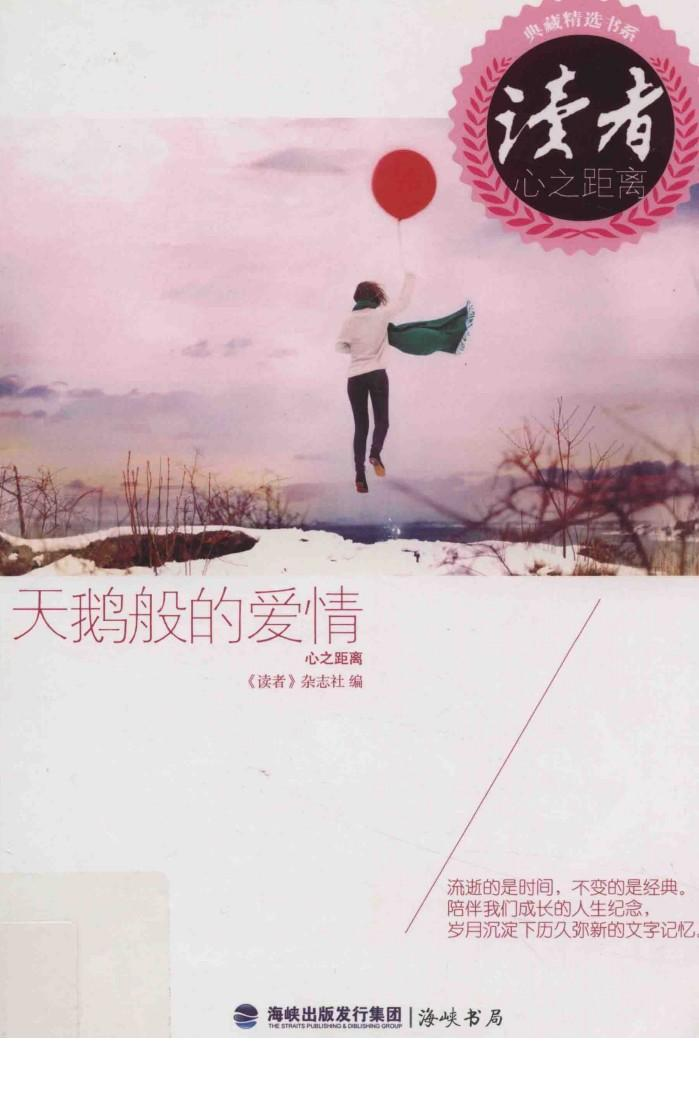 典藏精选书系
读者
心之距离
天鹅般的爱情
心之距离
《读者》杂志社 编
流逝的是时间，不变的是经典。
陪伴我们成长的人生纪念，
岁月沉淀下历久弥新的文字记忆。
海峡出版发行集团 | 海峡书局
THE STRAITS PUBLISHING & DIBLISHING GROUP